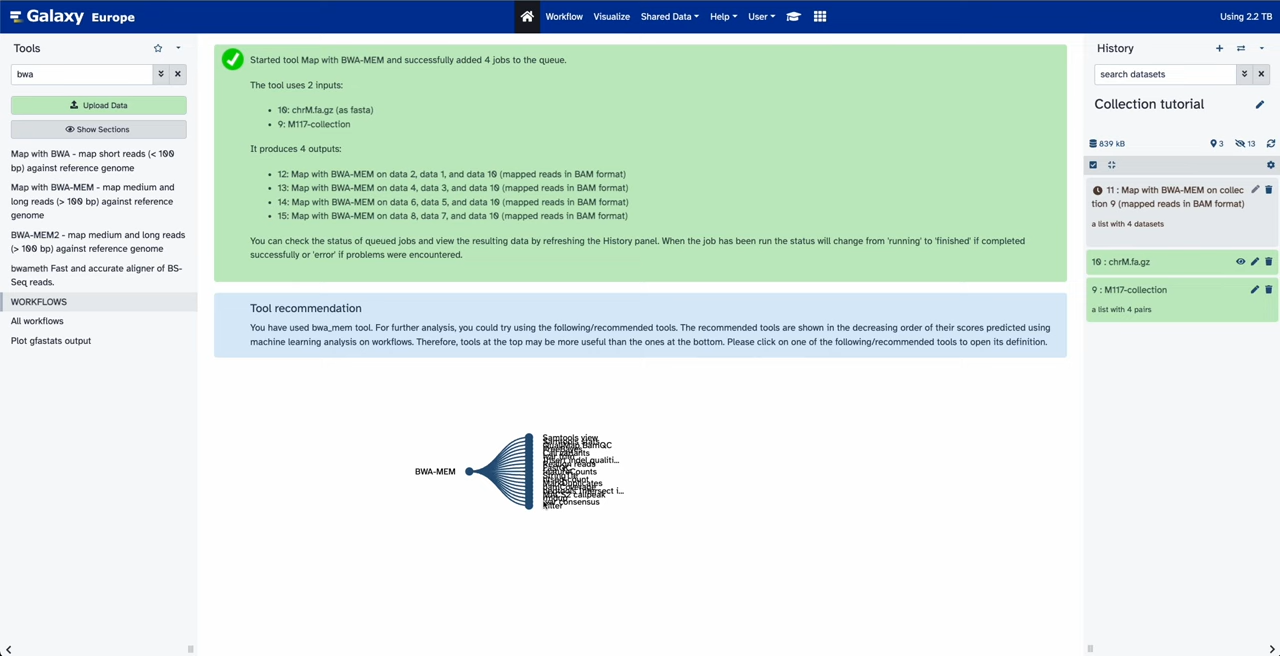 Galaxy Europe
Workflow Visualize Shared Data Help User
Using 2.2 TB
Tools
bwa
Upload Data
Show Sections
Map with BWA - map short reads (< 100
bp) against reference genome
Map with BWA-MEM - map medium and
long reads (> 100 bp) against reference
genome
BWA-MEM2 - map medium and long reads
(> 100 bp) against reference genome
bwameth Fast and accurate aligner of BS-
Seq reads.
WORKFLOWS
All workflows
Plot gfastats output
Started tool Map with BWA-MEM and successfully added 4 jobs to the queue.
The tool uses 2 inputs:
• 10: chrM.fa.gz (as fasta)
• 9: M117-collection
It produces 4 outputs:
• 12: Map with BWA-MEM on data 2, data 1, and data 10 (mapped reads in BAM format)
• 13: Map with BWA-MEM on data 4, data 3, and data 10 (mapped reads in BAM format)
• 14: Map with BWA-MEM on data 6, data 5, and data 10 (mapped reads in BAM format)
• 15: Map with BWA-MEM on data 8, data 7, and data 10 (mapped reads in BAM format)
You can check the status of queued jobs and view the resulting data by refreshing the History panel. When the job has been run the status will change from 'running' to 'finished' if completed
successfully or 'error' if problems were encountered.
Tool recommendation
You have used bwa_mem tool. For further analysis, you could try using the following/recommended tools. The recommended tools are shown in the decreasing order of their scores predicted using
machine learning analysis on workflows. Therefore, tools at the top may be more useful than the ones at the bottom. Please click on one of the following/recommended tools to open its definition.
BWA-MEM
Samtools view
BamQC
Realign reads
callpeak
consensus
Filter
History
search datasets
Collection tutorial
839 kB
3
13
11 : Map with BWA-MEM on collec
tion 9 (mapped reads in BAM format)
a list with 4 datasets
10 : chrM.fa.gz
9 : M117-collection
a list with 4 pairs